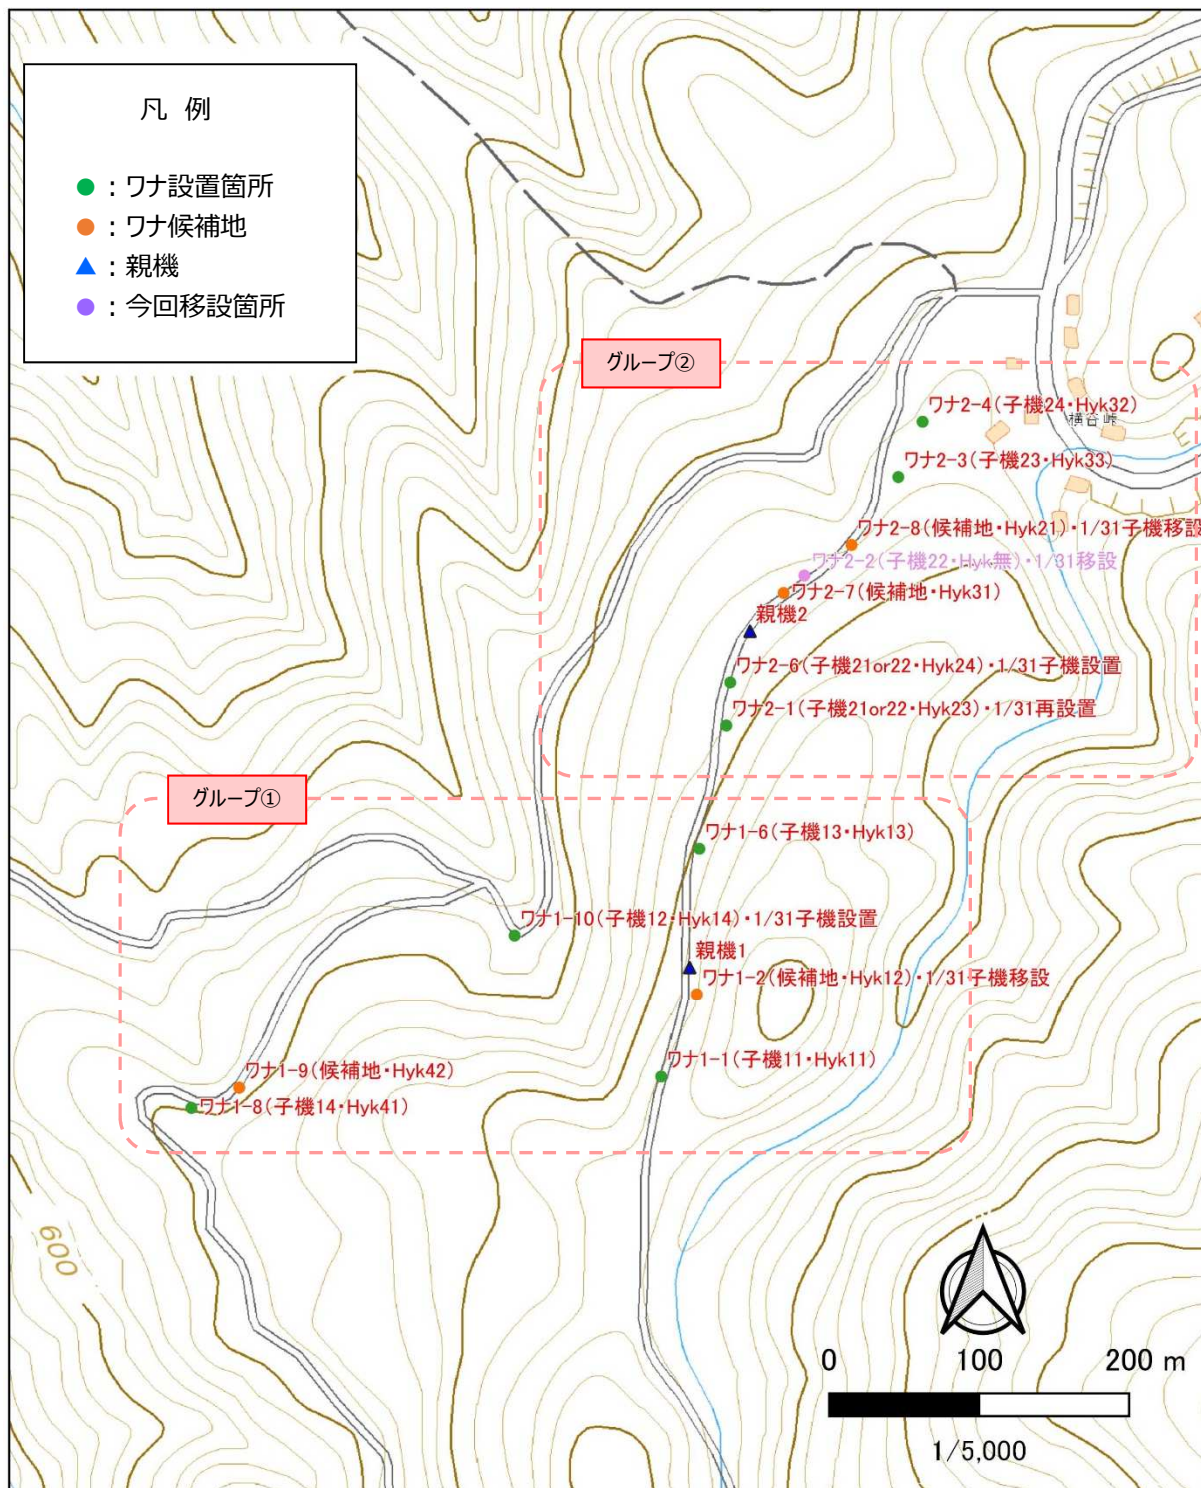 凡 例
：ワナ設置箇所
：ワナ候補地
：親機
：今回移設箇所
グループ②
ワナ2-4(子機24・Hyk32)
横谷峠
ワナ2-3(子機23・Hyk33)
ワナ2-8(候補地・Hyk21)・1/31子機移設
ワナ2-2(子機22・Hyk無)・1/31移設
ワナ2-7(候補地・Hyk31)
親機2
ワナ2-6(子機21or22・Hyk24)・1/31子機設置
ワナ2-1(子機21or22・Hyk23)・1/31再設置
グループ①
ワナ1-6(子機13・Hyk13)
ワナ1-10(子機12・Hyk14)・1/31子機設置
親機1
ワナ1-2(候補地・Hyk12)・1/31子機移設
ワナ1-1(子機11・Hyk11)
ワナ1-9(候補地・Hyk42)
ワナ1-8(子機14・Hyk41)
600
0 100 200 m
1/5,000